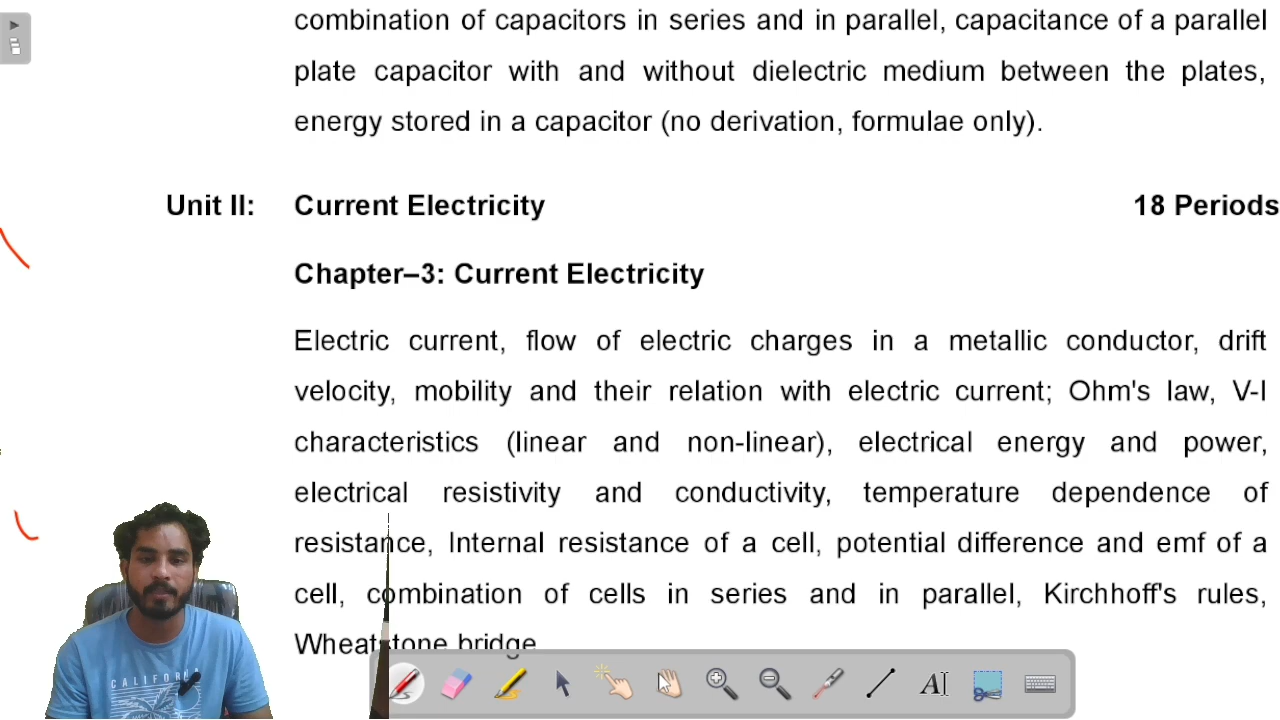 combination of capacitors in series and in parallel, capacitance of a parallel
plate capacitor with and without dielectric medium between the plates,
energy stored in a capacitor (no derivation, formulae only).
Unit II: Current Electricity 18 Periods
Chapter–3: Current Electricity
Electric current, flow of electric charges in a metallic conductor, drift
velocity, mobility and their relation with electric current; Ohm's law, V-I
characteristics (linear and non-linear), electrical energy and power,
electrical resistivity and conductivity, temperature dependence of
resistance, Internal resistance of a cell, potential difference and emf of a
cell, combination of cells in series and in parallel, Kirchhoff's rules,
Wheatstone bridge.
CALIFORNIA
A